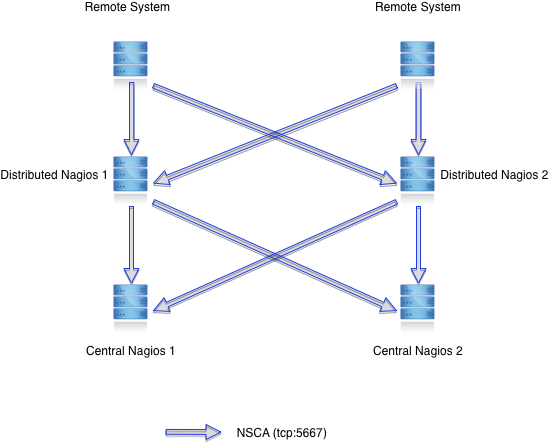 Remote System
Remote System
Distributed Nagios 1
Distributed Nagios 2
Central Nagios 1
Central Nagios 2
NSCA (tcp:5667)